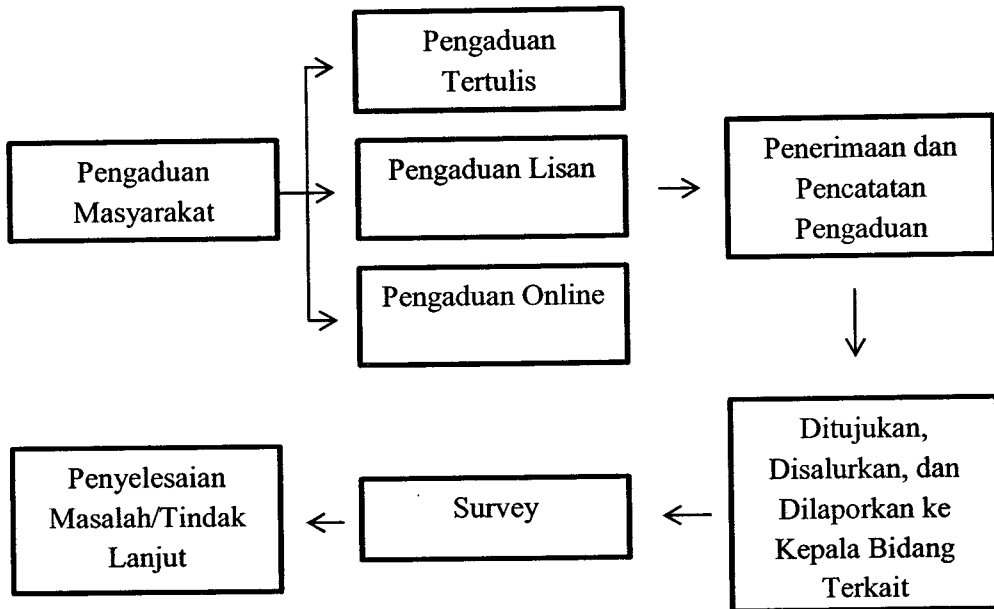 Pengaduan
Masyarakat
Pengaduan
Tertulis
Pengaduan Lisan
Pengaduan Online
Penerimaan dan
Pencatatan
Pengaduan
Ditujukan,
Disalurkan, dan
Dilaporkan ke
Kepala Bidang
Terkait
Survey
Penyelesaian
Masalah/Tindak
Lanjut